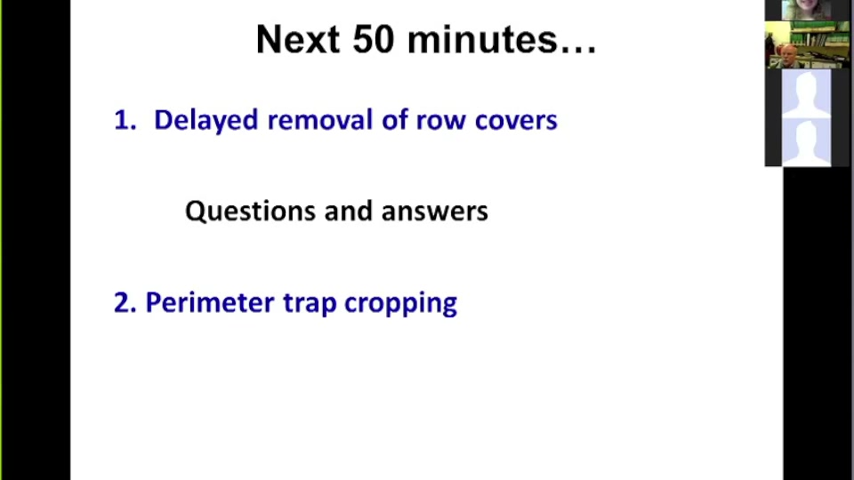 Next 50 minutes…
1. Delayed removal of row covers
Questions and answers
2. Perimeter trap cropping